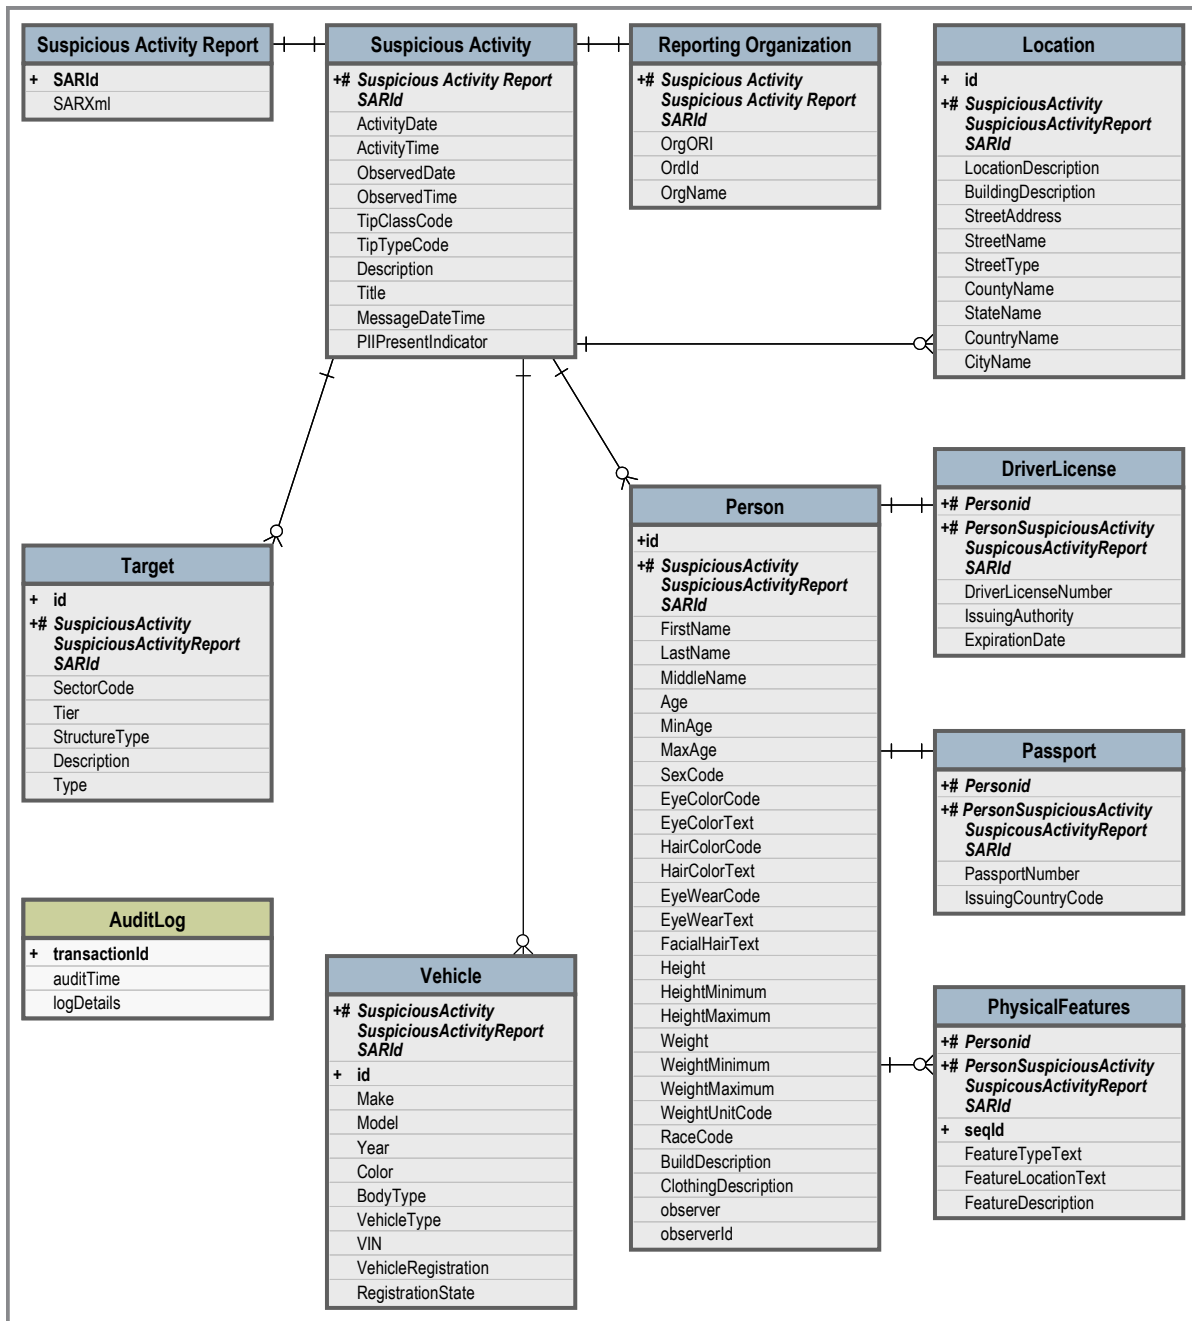 Suspicious Activity Report
+ SARId
SARXml
Suspicious Activity
+# Suspicious Activity Report
SARId
ActivityDate
ActivityTime
ObservedDate
ObservedTime
TipClassCode
TipTypeCode
Description
Title
MessageDateTime
PIIPresentIndicator
Reporting Organization
+# Suspicious Activity
Suspicious Activity Report
SARId
OrgORI
OrdId
OrgName
Location
+ id
+# SuspiciousActivity
SuspiciousActivityReport
SARId
LocationDescription
BuildingDescription
StreetAddress
StreetName
StreetType
CountyName
StateName
CountryName
CityName
Target
+ id
+# SuspiciousActivity
SuspiciousActivityReport
SARId
SectorCode
Tier
StructureType
Description
Type
AuditLog
+ transactionId
auditTime
logDetails
Vehicle
+# SuspiciousActivity
SuspiciousActivityReport
SARId
+ id
Make
Model
Year
Color
BodyType
VehicleType
VIN
VehicleRegistration
RegistrationState
Person
+id
+# SuspiciousActivity
SuspiciousActivityReport
SARId
FirstName
LastName
MiddleName
Age
MinAge
MaxAge
SexCode
EyeColorCode
EyeColorText
HairColorCode
HairColorText
EyeWearCode
EyeWearText
FacialHairText
Height
HeightMinimum
HeightMaximum
Weight
WeightMinimum
WeightMaximum
WeightUnitCode
RaceCode
BuildDescription
ClothingDescription
observer
observerId
DriverLicense
+# Personid
+# PersonSuspiciousActivity
SuspicousActivityReport
SARId
DriverLicenseNumber
IssuingAuthority
ExpirationDate
Passport
+# Personid
+# PersonSuspiciousActivity
SuspicousActivityReport
SARId
PassportNumber
IssuingCountryCode
PhysicalFeatures
+# Personid
+# PersonSuspiciousActivity
SuspicousActivityReport
SARId
+ seqId
FeatureTypeText
FeatureLocationText
FeatureDescription